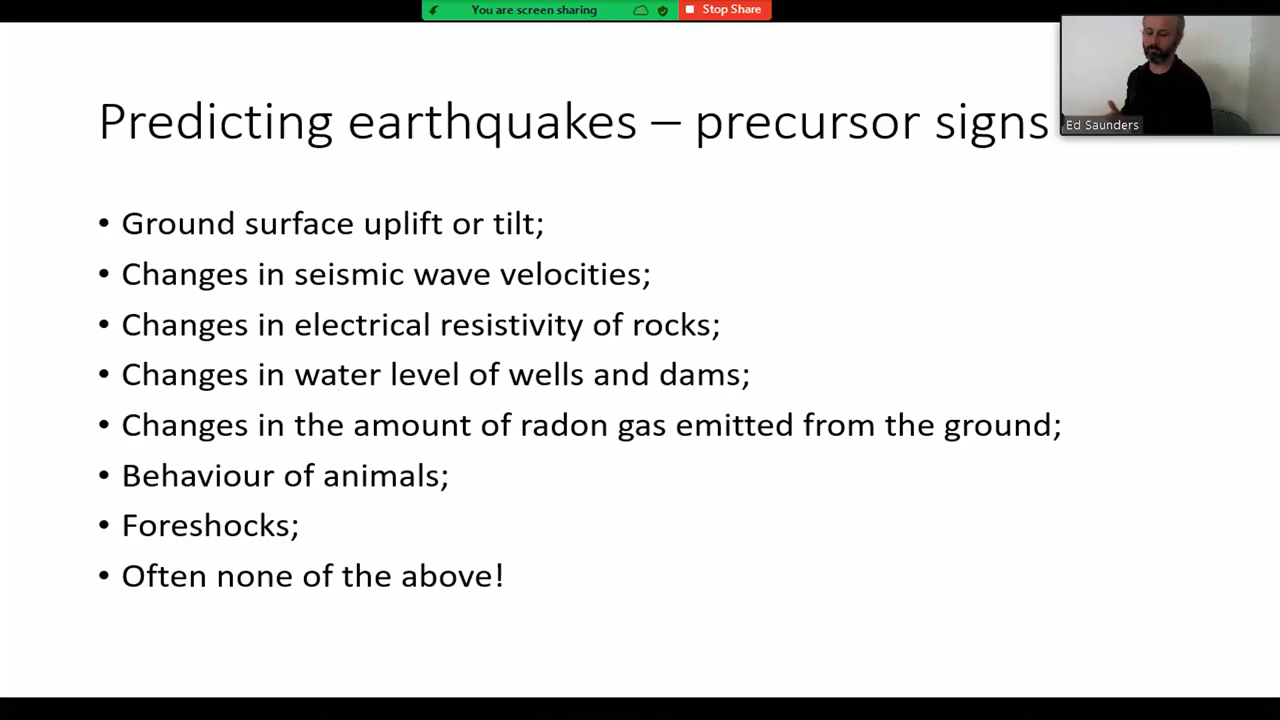 You are screen sharing
Stop Share
Predicting earthquakes – precursor signs
Ed Saunders
• Ground surface uplift or tilt;
• Changes in seismic wave velocities;
• Changes in electrical resistivity of rocks;
• Changes in water level of wells and dams;
• Changes in the amount of radon gas emitted from the ground;
• Behaviour of animals;
• Foreshocks;
• Often none of the above!